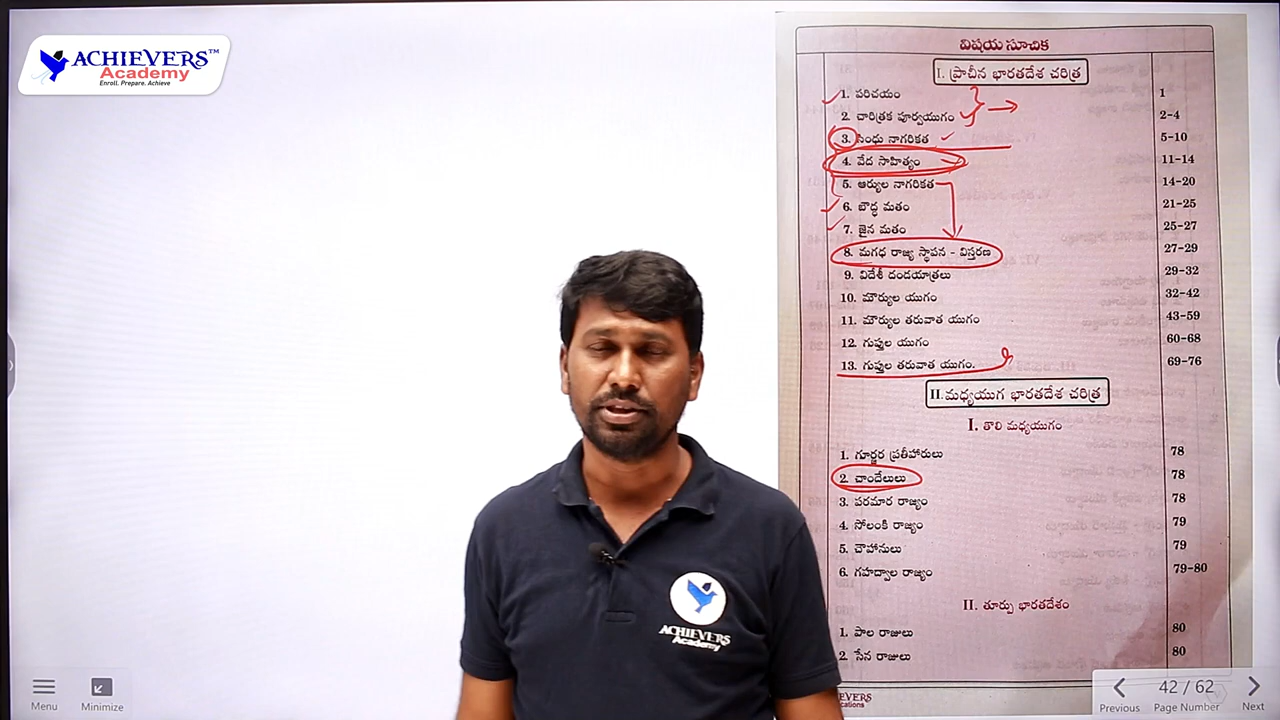 ACHIEVERS™
Academy
Enroll. Prepare. Achieve
విషయ సూచిక
I. ప్రాచీన భారతదేశ చరిత్ర
1. పరిచయం 1
2. చారిత్రక పూర్వయుగం 2-4
3. సింధు నాగరికత 5-10
4. వేద సాహిత్యం 11-14
5. ఆర్యుల నాగరికత 14-20
6. బౌద్ధ మతం 21-25
7. జైన మతం 25-27
8. మగధ రాజ్య స్థాపన - విస్తరణ 27-29
9. విదేశీ దండయాత్రలు 29-32
10. మౌర్యుల యుగం 32-42
11. మౌర్యుల తరువాత యుగం 43-59
12. గుప్తుల యుగం 60-68
13. గుప్తుల తరువాత యుగం. 69-76
II. మధ్యయుగ భారతదేశ చరిత్ర
I. తొలి మధ్యయుగం
1. గూర్జర ప్రతీహారులు 78
2. చాందేలులు 78
3. పరమార రాజ్యం 78
4. సోలంకి రాజ్యం 79
5. చౌహానులు 79
6. గహద్వాల రాజ్యం 79-80
II. తూర్పు భారతదేశం
1. పాల రాజులు 80
2. సేన రాజులు 80
ACHIEVERS
Academy
Menu
Minimize
Previous
42 / 62
Page Number
Next